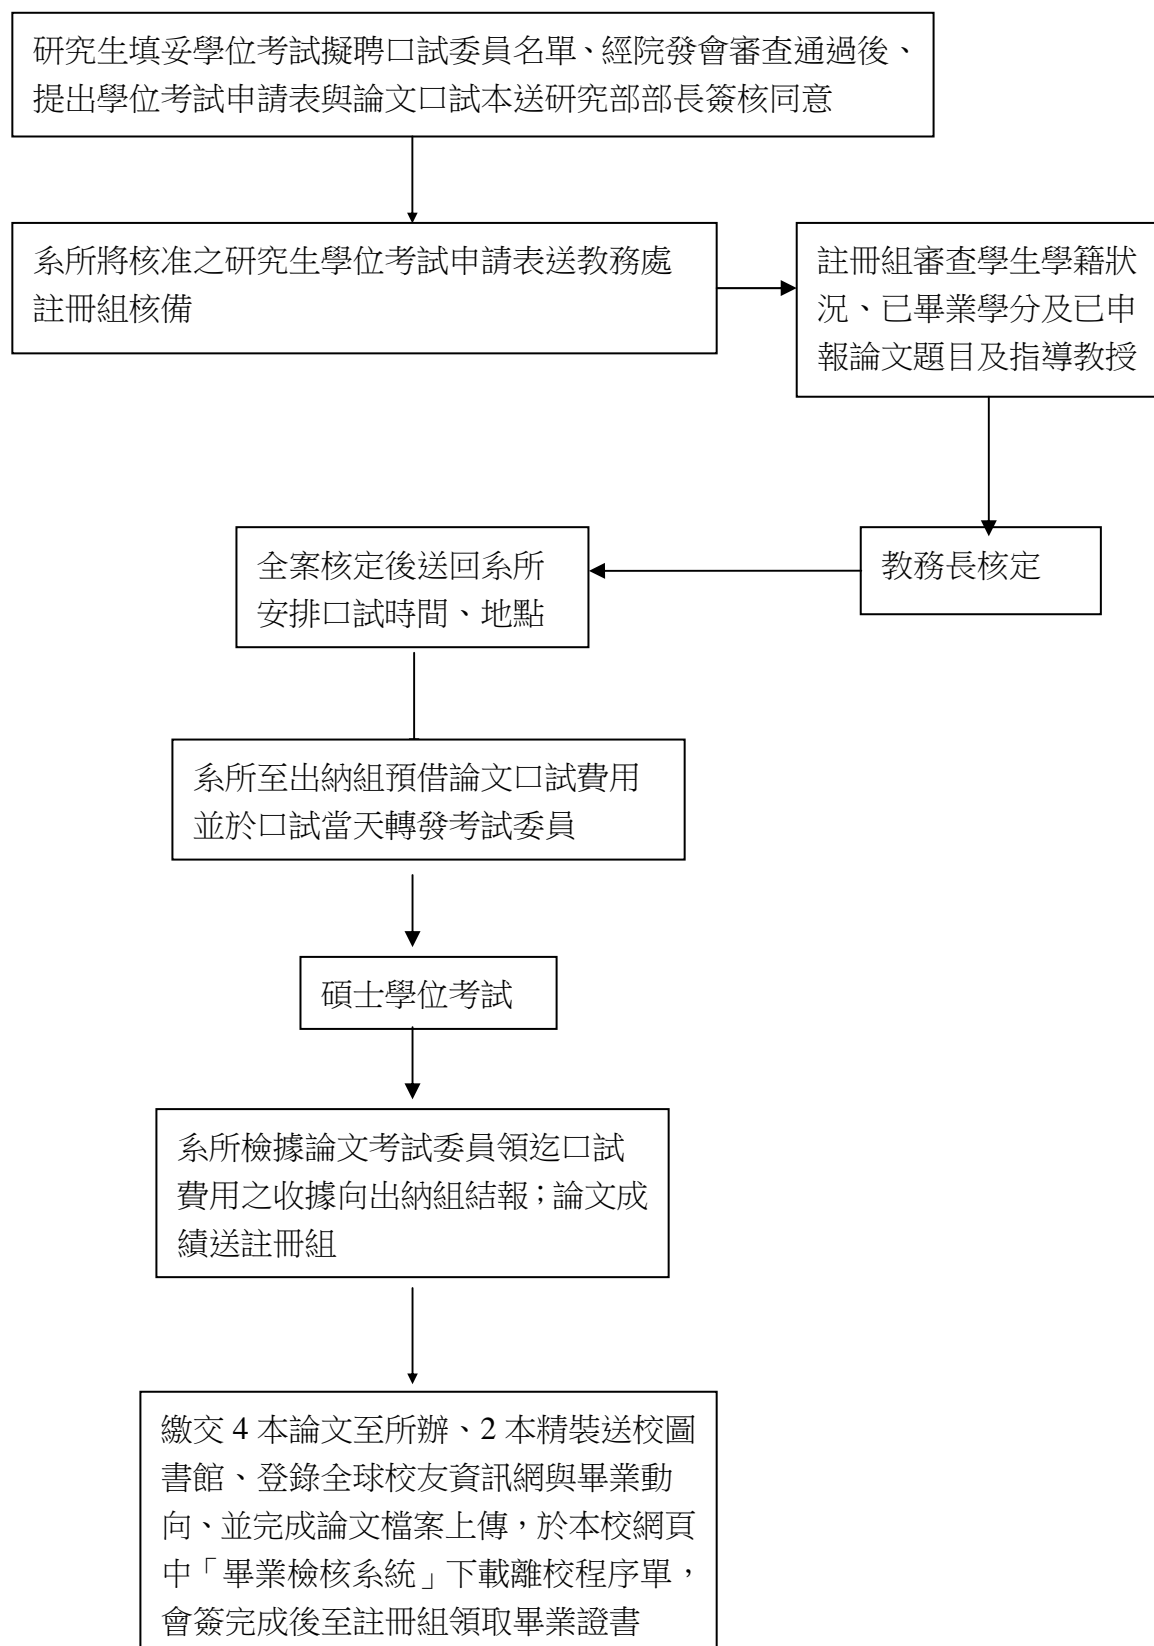 研究生填妥學位考試擬聘口試委員名單、經院發會審查通過後、
提出學位考試申請表與論文口試本送研究部部長簽核同意
系所將核准之研究生學位考試申請表送教務處
註冊組核備
註冊組審查學生學籍狀
況、已畢業學分及已申
報論文題目及指導教授
教務長核定
全案核定後送回系所
安排口試時間、地點
系所至出納組預借論文口試費用
並於口試當天轉發考試委員
碩士學位考試
系所檢據論文考試委員領迄口試
費用之收據向出納組結報；論文成
績送註冊組
繳交 4 本論文至所辦、2 本精裝送校圖
書館、登錄全球校友資訊網與畢業動
向、並完成論文檔案上傳，於本校網頁
中「畢業檢核系統」下載離校程序單，
會簽完成後至註冊組領取畢業證書